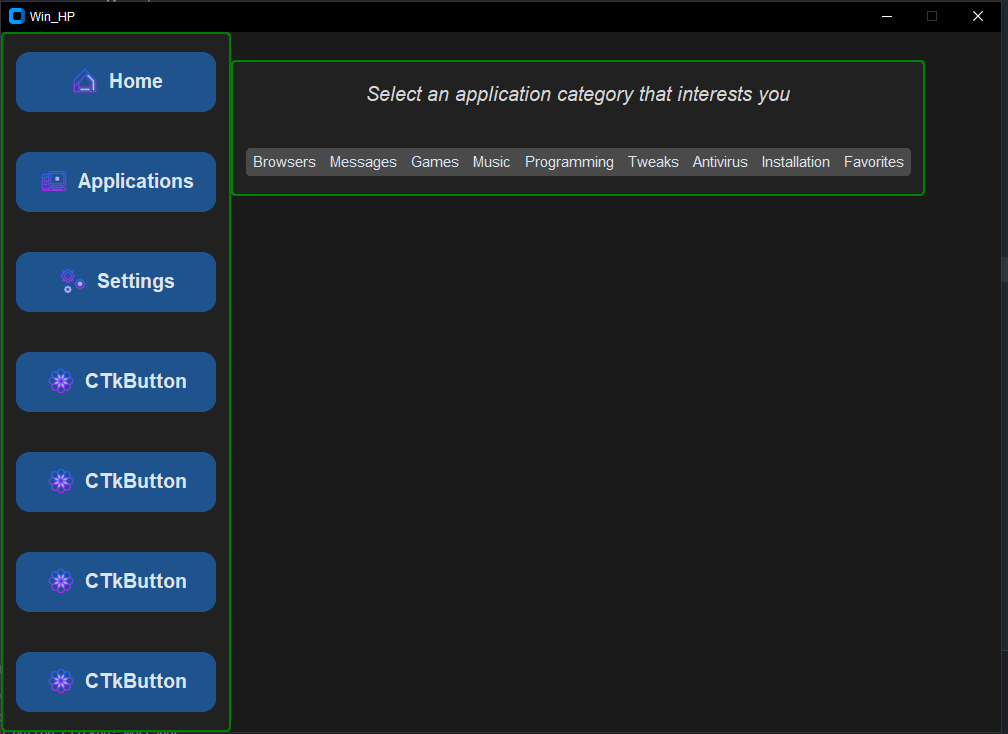 Win_HP
Home
Applications
Settings
CTkButton
CTkButton
CTkButton
CTkButton
Select an application category that interests you
Browsers Messages Games Music Programming Tweaks Antivirus Installation Favorites